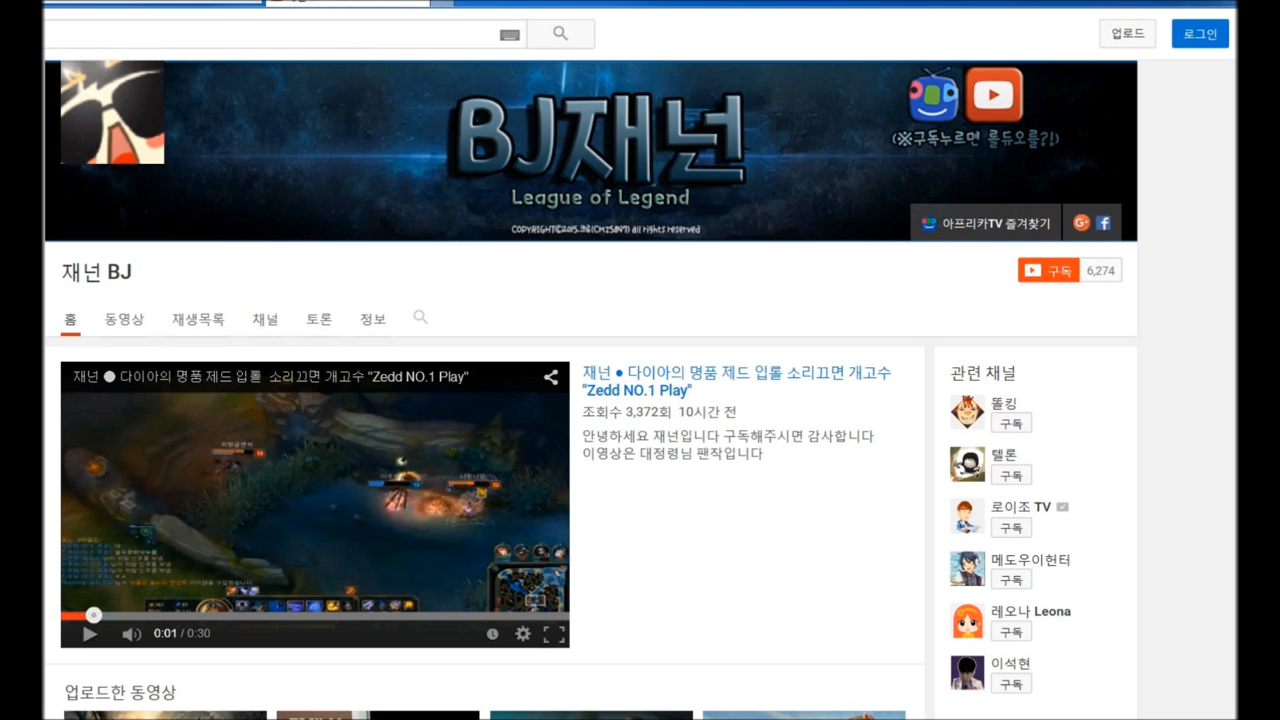 업로드
로그인
BJ재넌
League of Legend
(※구독누르면 를듀오를?!)
아프리카TV 즐겨찾기
재넌 BJ
구독 6,274
홈 동영상 재생목록 채널 토론 정보
재넌 ● 다이아의 명품 제드 입롤 소리끄면 개고수 "Zedd NO.1 Play"
0:01 / 0:30
재넌 ● 다이아의 명품 제드 입롤 소리끄면 개고수
"Zedd NO.1 Play"
조회수 3,372회 10시간 전
안녕하세요 재넌입니다 구독해주시면 감사합니다
이영상은 대정령님 팬작입니다
관련 채널
똘킹
구독
텔론
구독
로이조 TV
구독
메도우이헌터
구독
레오나 Leona
구독
이석현
구독
업로드한 동영상